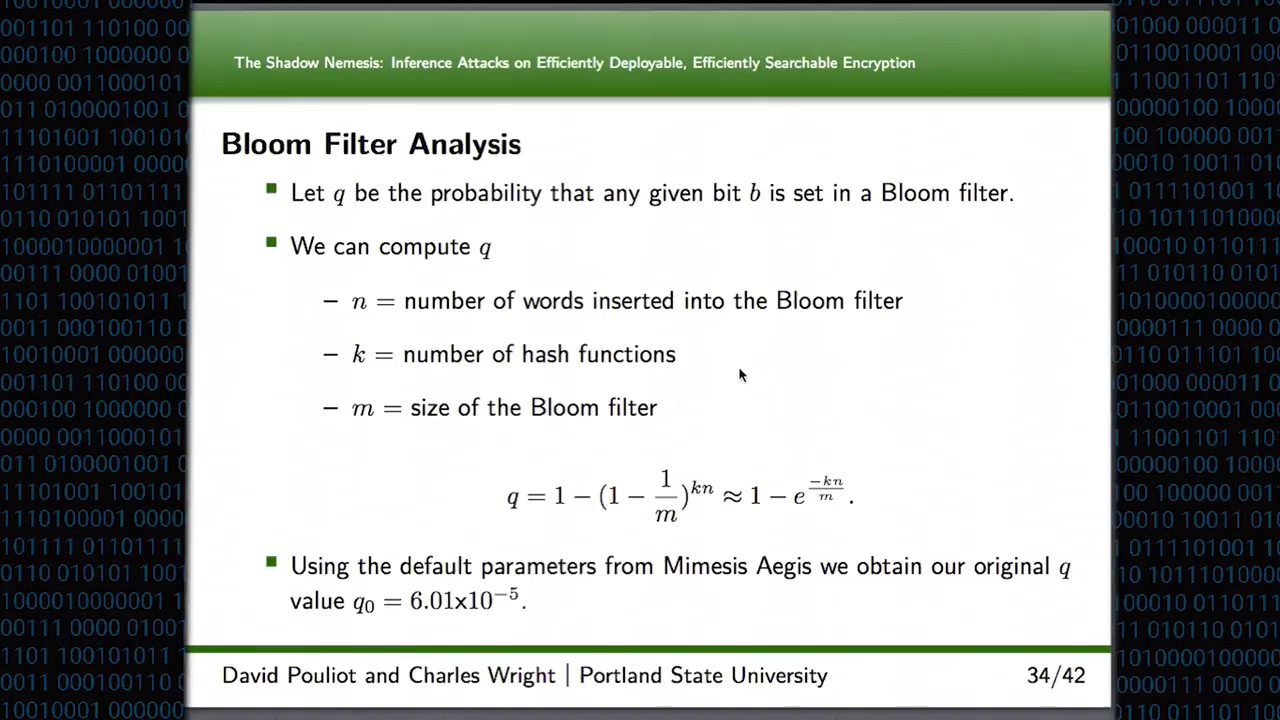 The Shadow Nemesis: Inference Attacks on Efficiently Deployable, Efficiently Searchable Encryption
Bloom Filter Analysis
Let q be the probability that any given bit b is set in a Bloom filter.
We can compute q
– n = number of words inserted into the Bloom filter
– k = number of hash functions
– m = size of the Bloom filter
q = 1 − (1 − 1/m)^kn ≈ 1 − e^(−kn/m).
Using the default parameters from Mimesis Aegis we obtain our original q
value q₀ = 6.01x10⁻⁵.
David Pouliot and Charles Wright | Portland State University 34/42